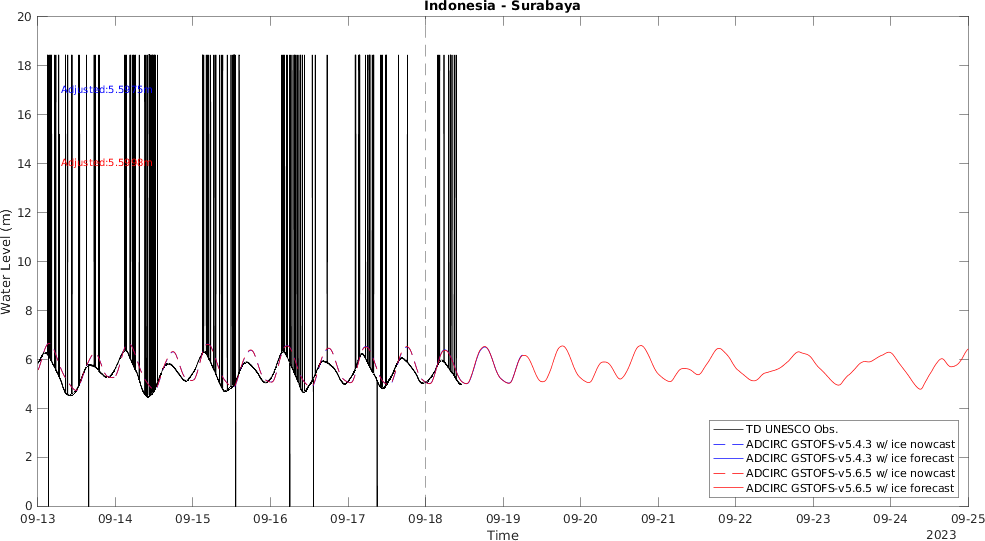 Indonesia - Surabaya
20
18
16
14
12
10
8
6
4
2
0
Water Level (m)
TD UNESCO Obs.
ADCIRC GSTOFS-v5.4.3 w/ ice nowcast
ADCIRC GSTOFS-v5.4.3 w/ ice forecast
ADCIRC GSTOFS-v5.6.5 w/ ice nowcast
ADCIRC GSTOFS-v5.6.5 w/ ice forecast
09-13 09-14 09-15 09-16 09-17 09-18 09-19 09-20 09-21 09-22 09-23 09-24 09-25
Time
2023